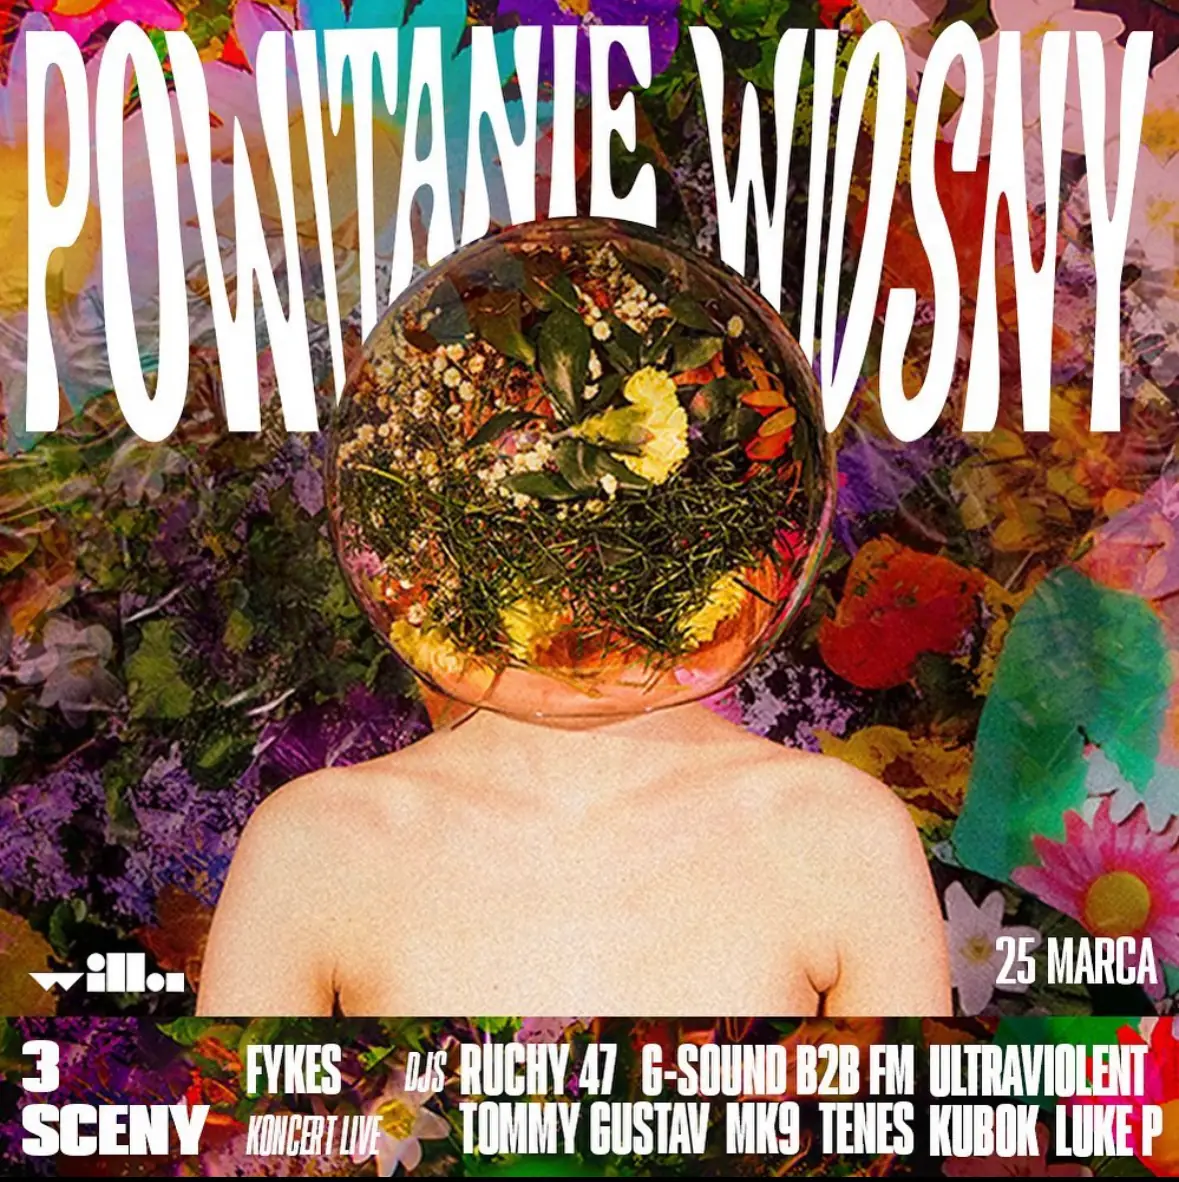 POWITANIE WIOSNY
willa
25 MARCA
3 SCENY
FYKES
KONCERT LIVE
DJS RUCHY 47 G-SOUND B2B FM ULTRAVIOLENT
TOMMY GUSTAV MK9 TENES KUBOK LUKE P